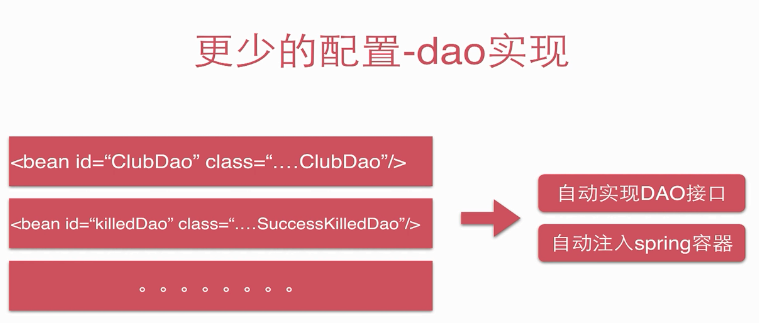 更少的配置-dao实现
<bean id=“ClubDao” class=“....ClubDao”/>
<bean id=“killedDao” class=“....SuccessKilledDao”/>
。。。。。。。。
自动实现DAO接口
自动注入spring容器